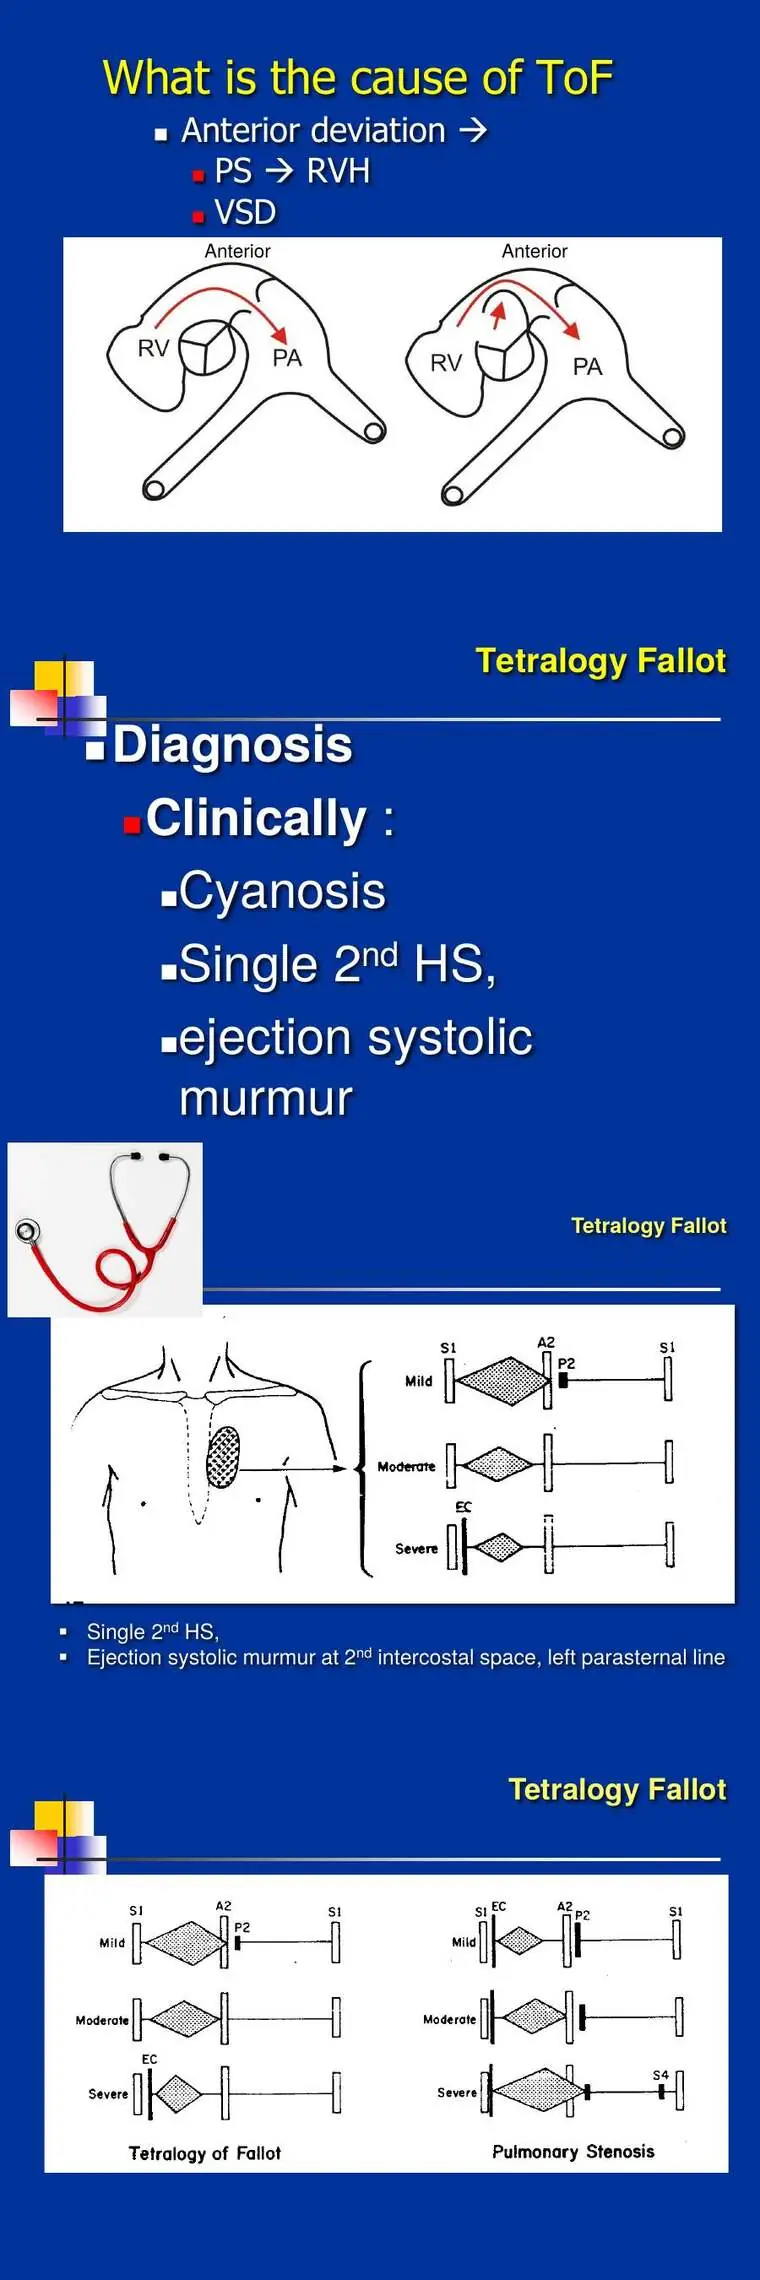 What is the cause of ToF
Anterior deviation →
PS → RVH
VSD
Anterior
Anterior
RV
PA
RV
PA
Tetralogy Fallot
Diagnosis
Clinically :
Cyanosis
Single 2nd HS,
ejection systolic
murmur
Tetralogy Fallot
S1 A2 P2 S1
Mild
Moderate
EC
Severe
Single 2nd HS,
Ejection systolic murmur at 2nd intercostal space, left parasternal line
Tetralogy Fallot
S1 A2 P2 S1
Mild
Moderate
EC
Severe
Tetralogy of Fallot
S1 EC A2 P2 S1
Mild
Moderate
S4
Severe
Pulmonary Stenosis